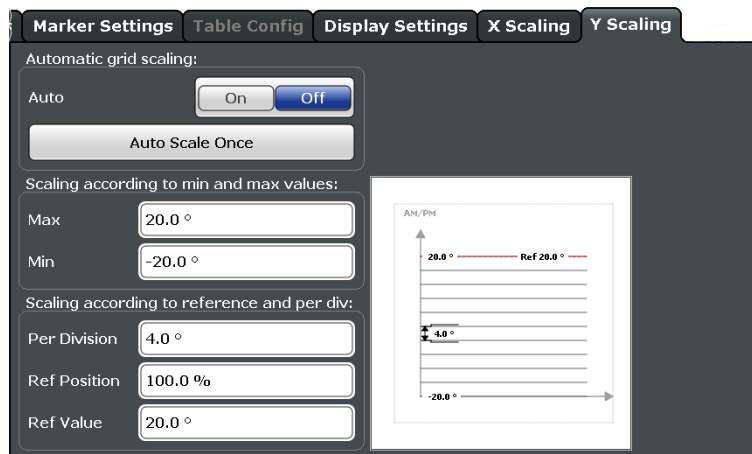 Marker Settings Table Config Display Settings X Scaling Y Scaling
Automatic grid scaling:
Auto On Off
Auto Scale Once
Scaling according to min and max values:
Max 20.0 °
Min -20.0 °
Scaling according to reference and per div:
Per Division 4.0 °
Ref Position 100.0 %
Ref Value 20.0 °
AM/PM
20.0 ° Ref 20.0 °
4.0 °
-20.0 °